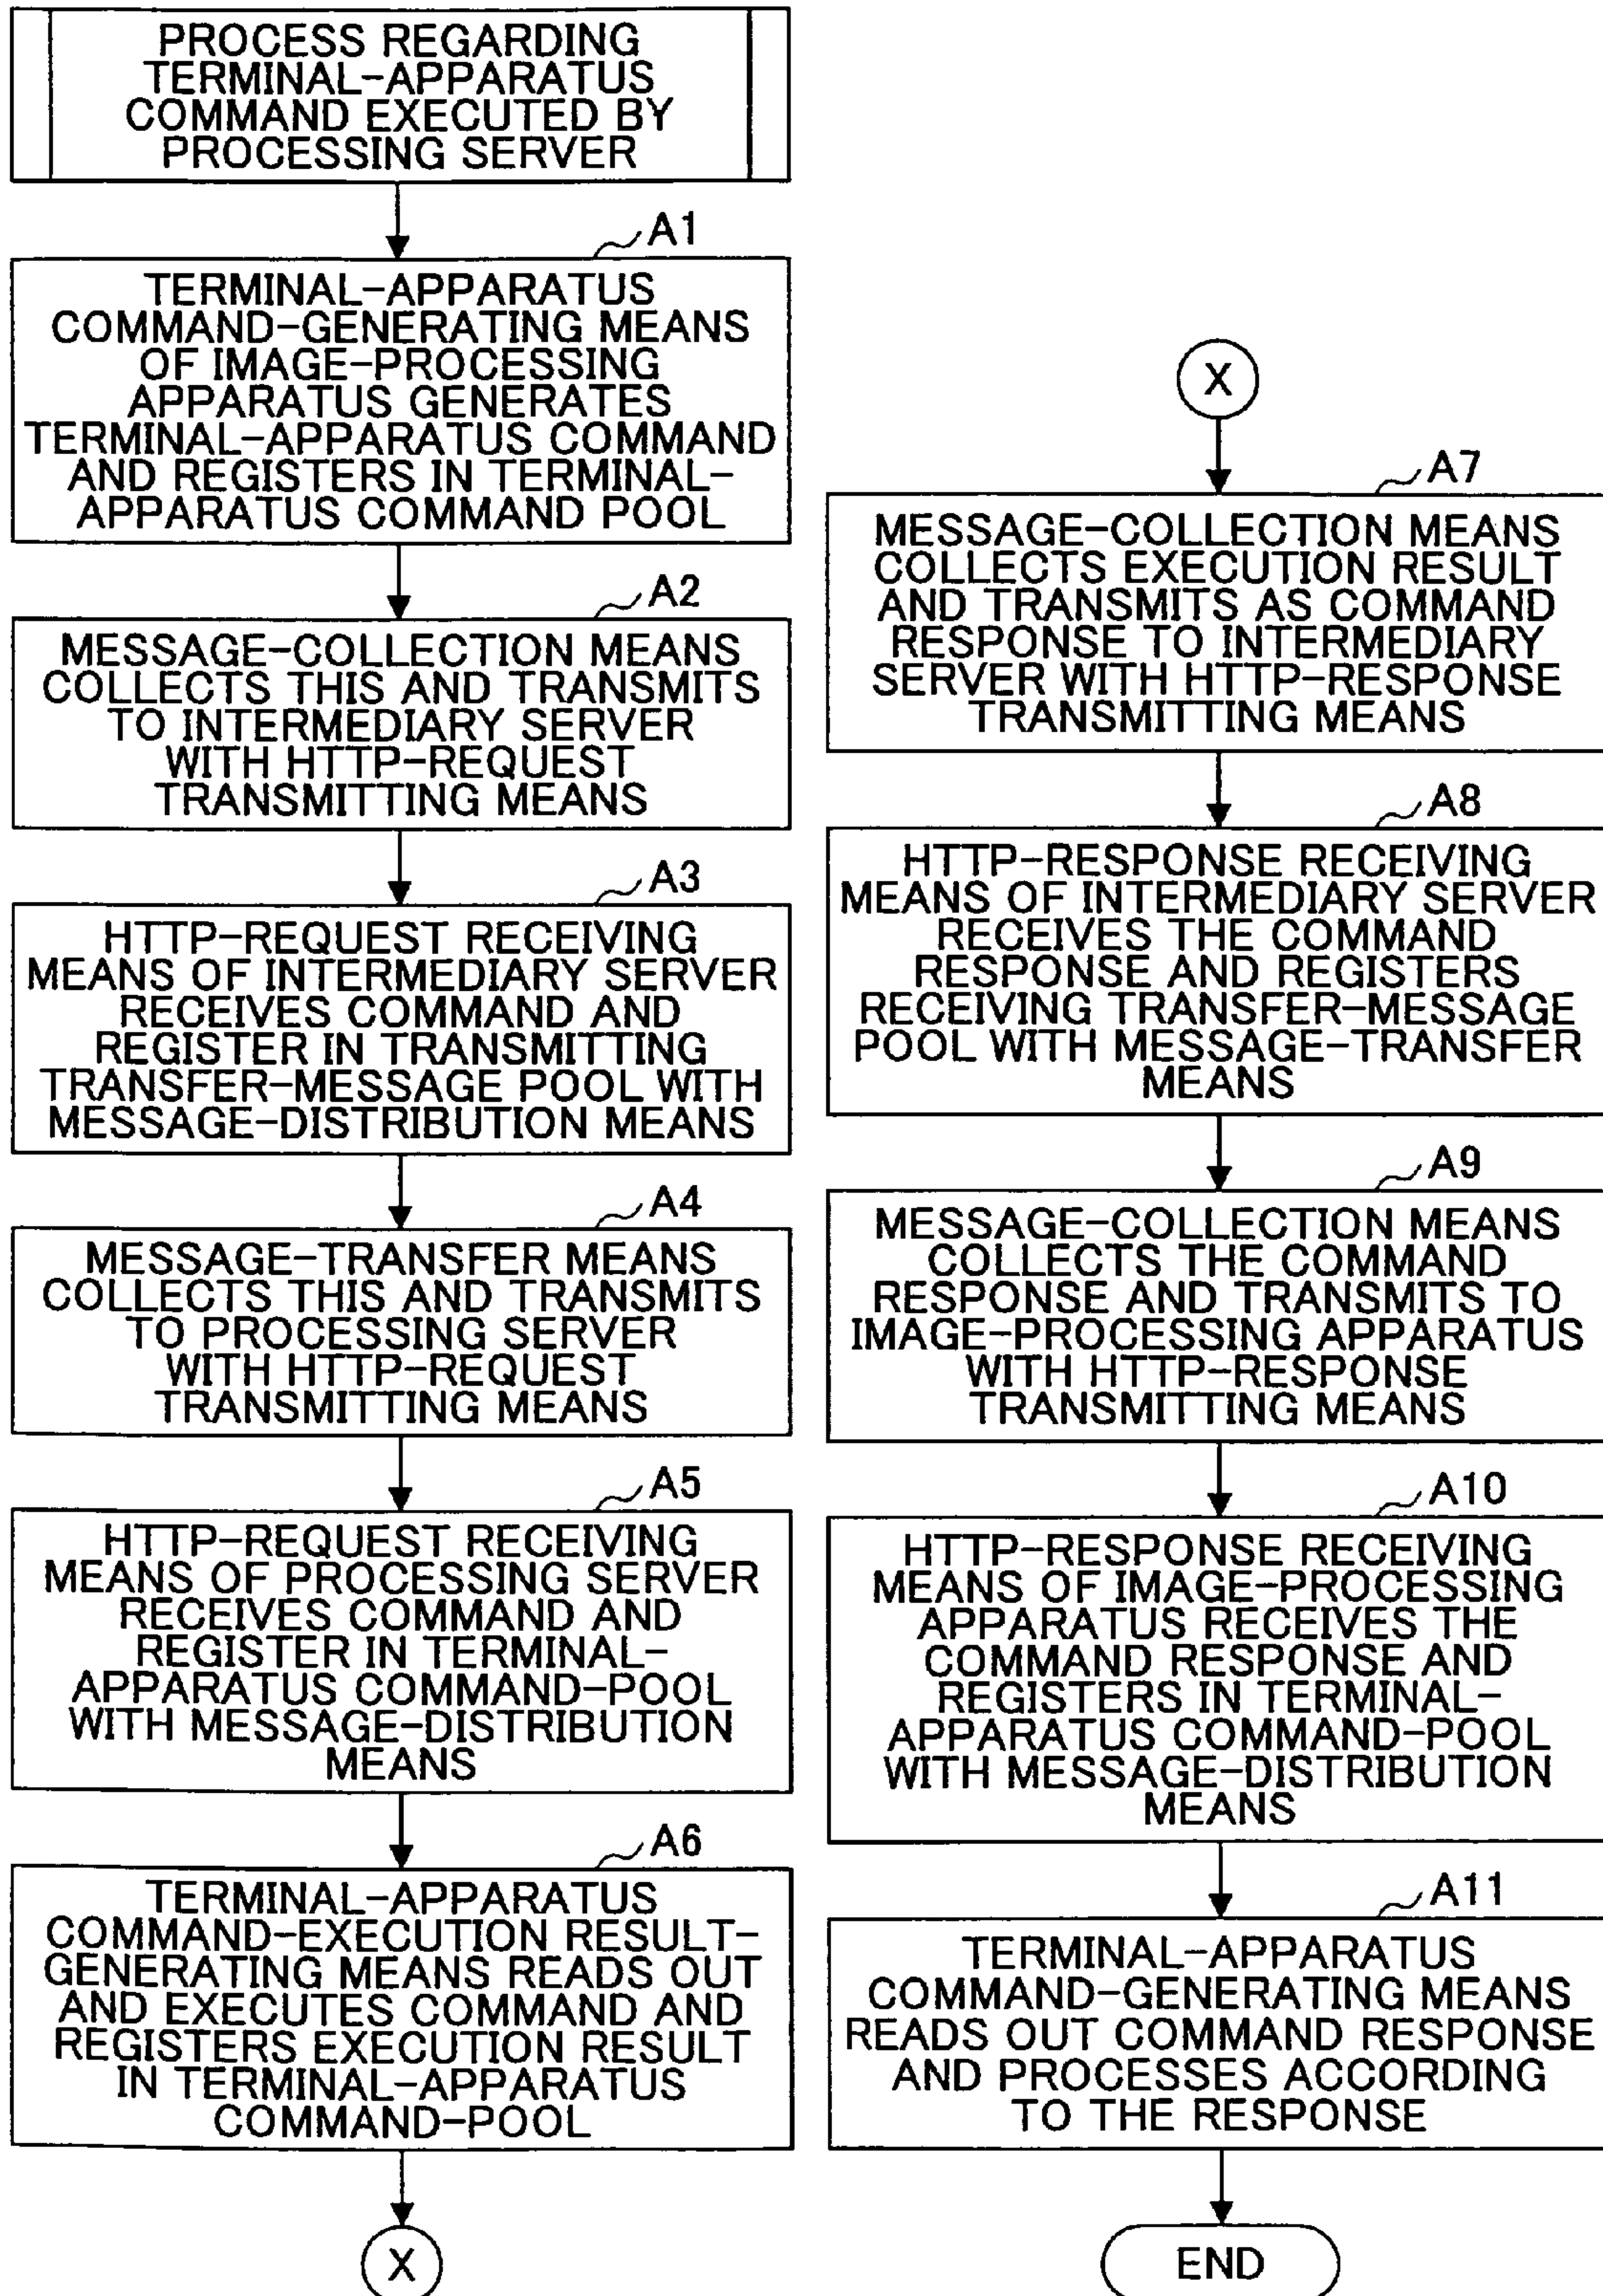 PROCESS REGARDING
TERMINAL-APPARATUS
COMMAND EXECUTED BY
PROCESSING SERVER
A1
TERMINAL-APPARATUS
COMMAND-GENERATING MEANS
OF IMAGE-PROCESSING
APPARATUS GENERATES
TERMINAL-APPARATUS COMMAND
AND REGISTERS IN TERMINAL-
APPARATUS COMMAND POOL
A2
MESSAGE-COLLECTION MEANS
COLLECTS THIS AND TRANSMITS
TO INTERMEDIARY SERVER
WITH HTTP-REQUEST
TRANSMITTING MEANS
A3
HTTP-REQUEST RECEIVING
MEANS OF INTERMEDIARY SERVER
RECEIVES COMMAND AND
REGISTER IN TRANSMITTING
TRANSFER-MESSAGE POOL WITH
MESSAGE-DISTRIBUTION MEANS
A4
MESSAGE-TRANSFER MEANS
COLLECTS THIS AND TRANSMITS
TO PROCESSING SERVER
WITH HTTP-REQUEST
TRANSMITTING MEANS
A5
HTTP-REQUEST RECEIVING
MEANS OF PROCESSING SERVER
RECEIVES COMMAND AND
REGISTER IN TERMINAL-
APPARATUS COMMAND-POOL
WITH MESSAGE-DISTRIBUTION
MEANS
A6
TERMINAL-APPARATUS
COMMAND-EXECUTION RESULT-
GENERATING MEANS READS OUT
AND EXECUTES COMMAND AND
REGISTERS EXECUTION RESULT
IN TERMINAL-APPARATUS
COMMAND-POOL
X
X
A7
MESSAGE-COLLECTION MEANS
COLLECTS EXECUTION RESULT
AND TRANSMITS AS COMMAND
RESPONSE TO INTERMEDIARY
SERVER WITH HTTP-RESPONSE
TRANSMITTING MEANS
A8
HTTP-RESPONSE RECEIVING
MEANS OF INTERMEDIARY SERVER
RECEIVES THE COMMAND
RESPONSE AND REGISTERS
RECEIVING TRANSFER-MESSAGE
POOL WITH MESSAGE-TRANSFER
MEANS
A9
MESSAGE-COLLECTION MEANS
COLLECTS THE COMMAND
RESPONSE AND TRANSMITS TO
IMAGE-PROCESSING APPARATUS
WITH HTTP-RESPONSE
TRANSMITTING MEANS
A10
HTTP-RESPONSE RECEIVING
MEANS OF IMAGE-PROCESSING
APPARATUS RECEIVES THE
COMMAND RESPONSE AND
REGISTERS IN TERMINAL-
APPARATUS COMMAND-POOL
WITH MESSAGE-DISTRIBUTION
MEANS
A11
TERMINAL-APPARATUS
COMMAND-GENERATING MEANS
READS OUT COMMAND RESPONSE
AND PROCESSES ACCORDING
TO THE RESPONSE
END